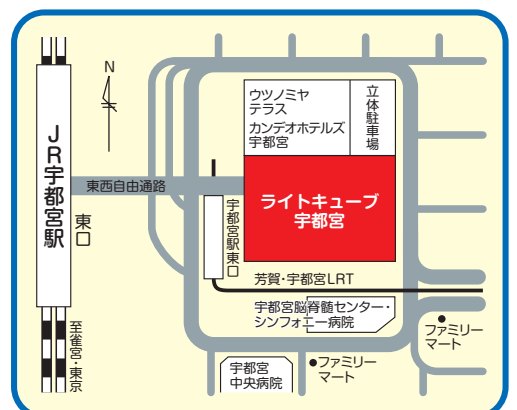 N
JR宇都宮駅
東口
至雀宮・東京
東西自由通路
宇都宮駅東口
ウツノミヤ
テラス
カンデオホテルズ
宇都宮
立体駐車場
ライトキューブ
宇都宮
芳賀・宇都宮LRT
宇都宮脳脊髄センター・
シンフォニー病院
ファミリー
マート
宇都宮
中央病院
ファミリー
マート